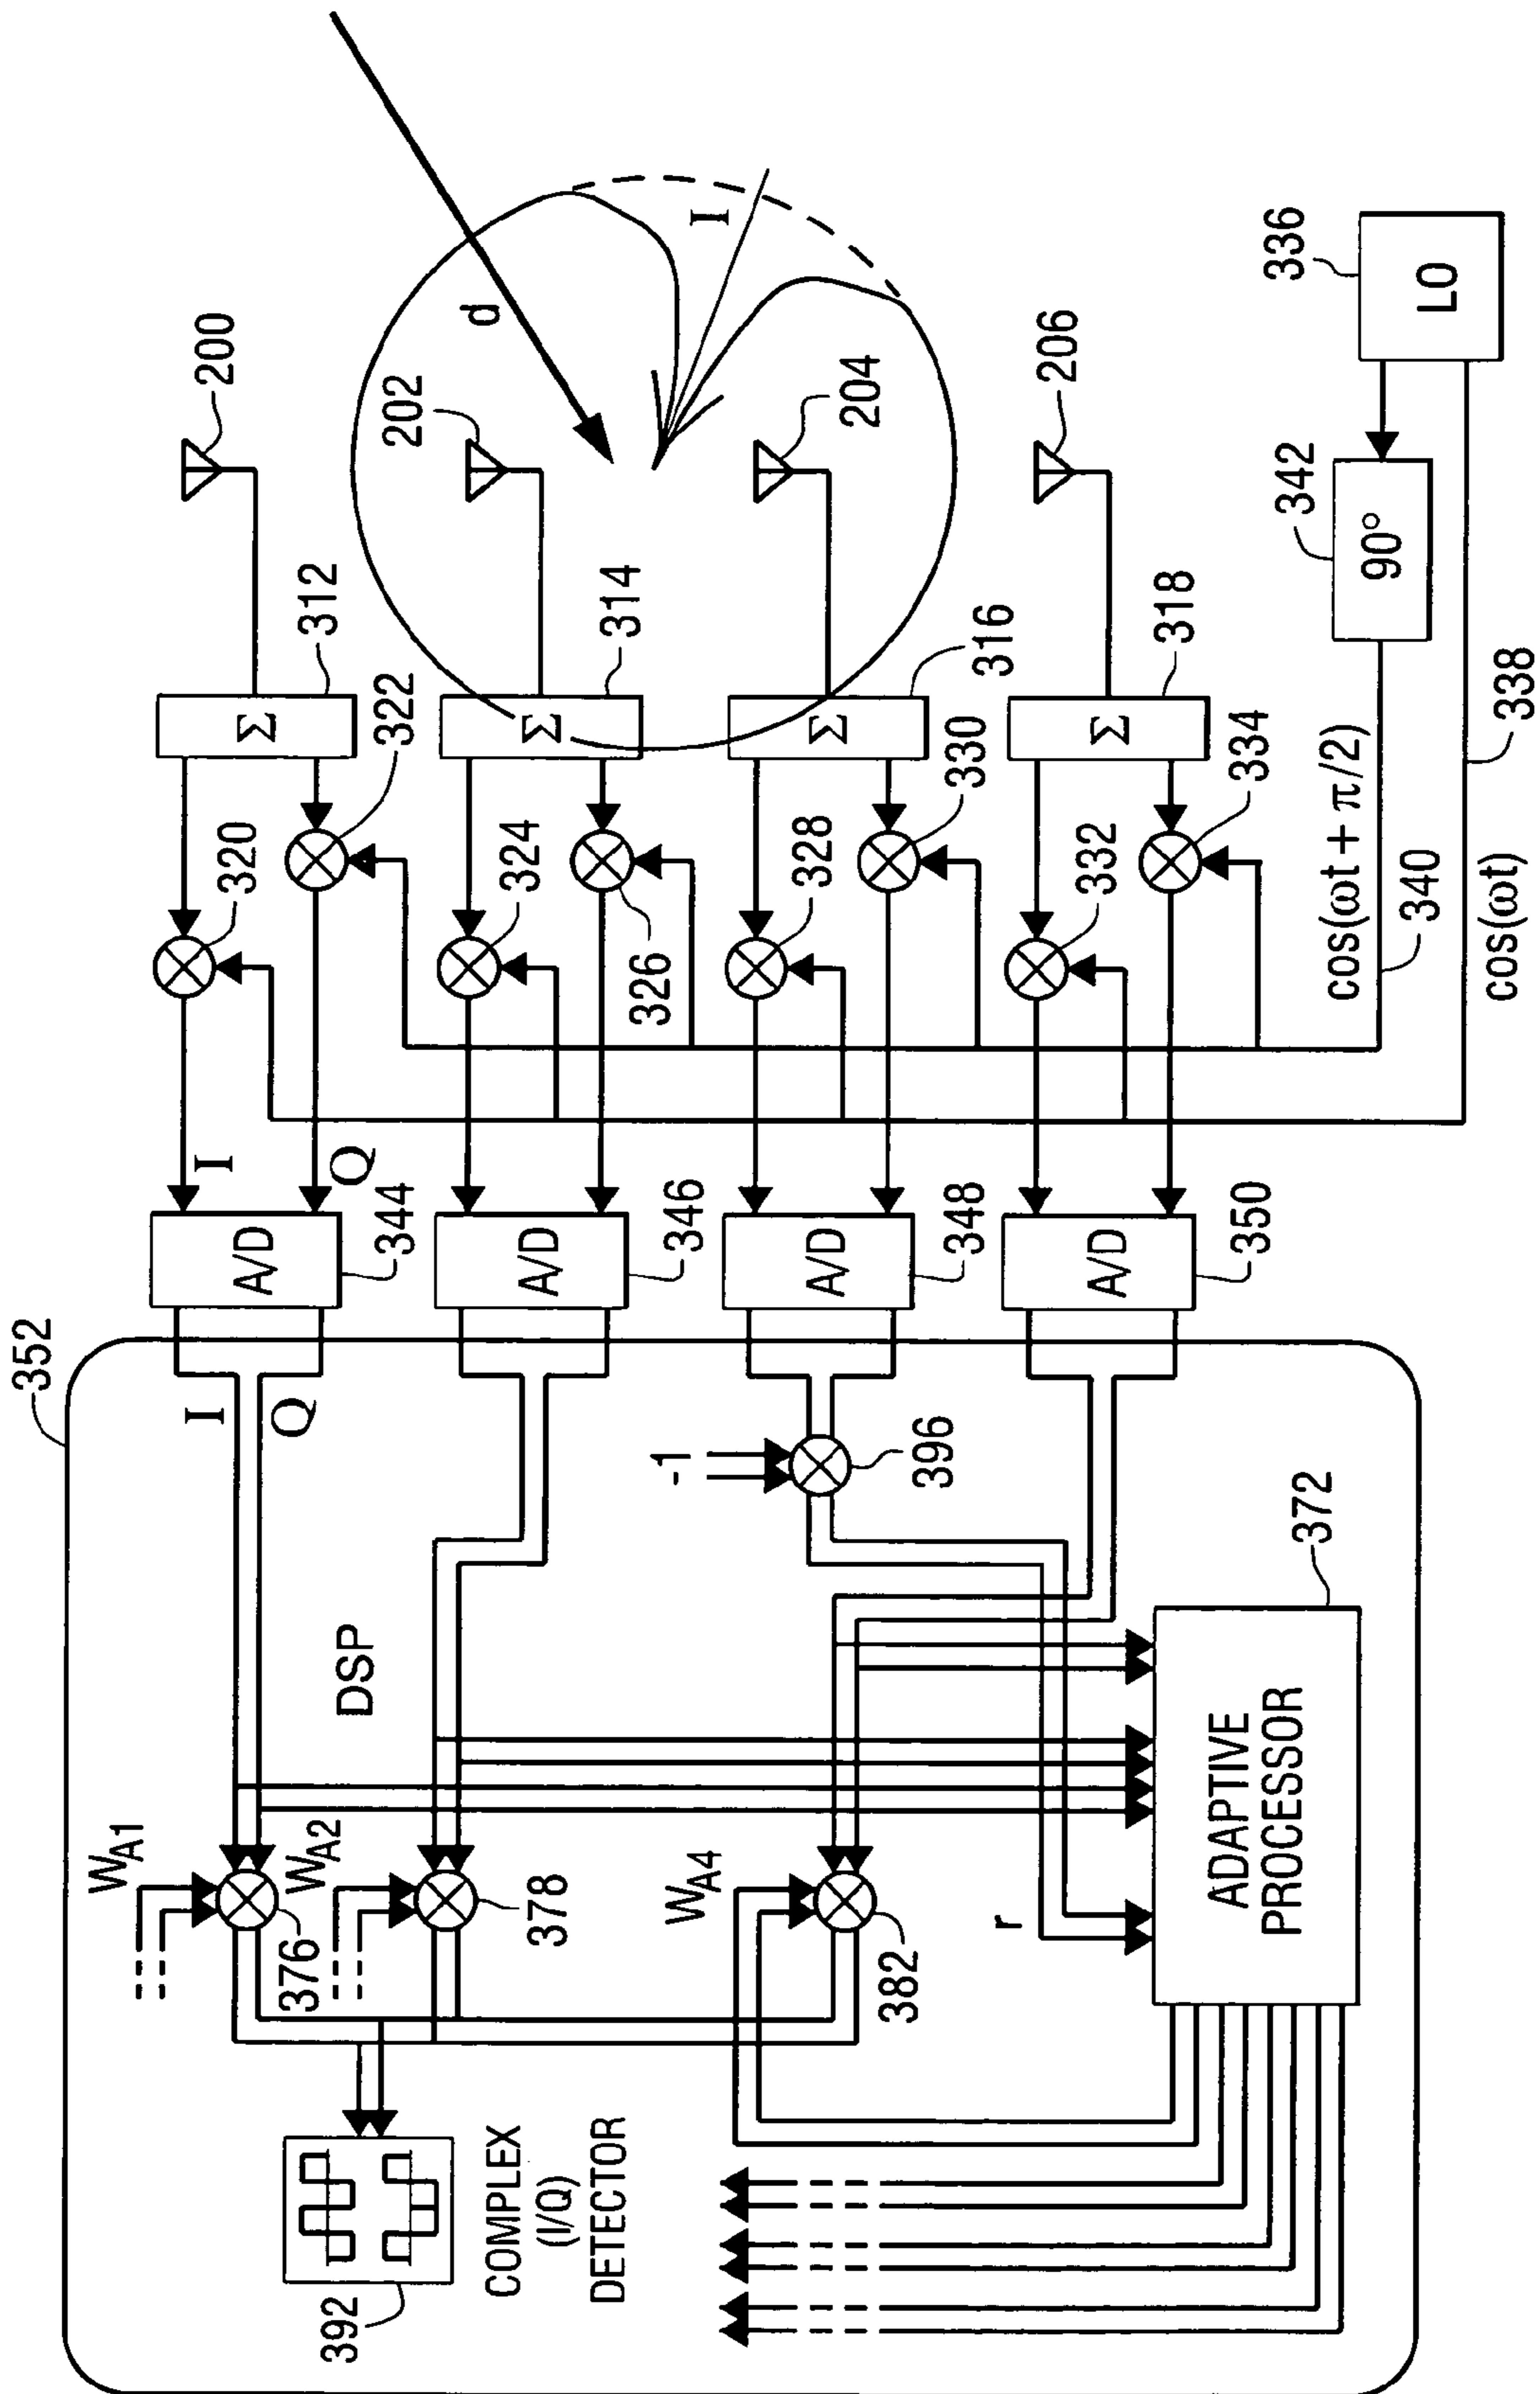 352
I
Q
DSP
W_A1
376
W_A2
378
W_A4
382
392
COMPLEX
(I/Q)
DETECTOR
-1
396
r
ADAPTIVE
PROCESSOR
372
I
Q
A/D
344
A/D
346
A/D
348
A/D
350
320
322
324
326
328
330
332
334
Σ
312
Σ
314
Σ
316
Σ
318
200
202
204
206
d
I
336
LO
342
90°
cos(ωt + π/2)
340
338
cos(ωt)